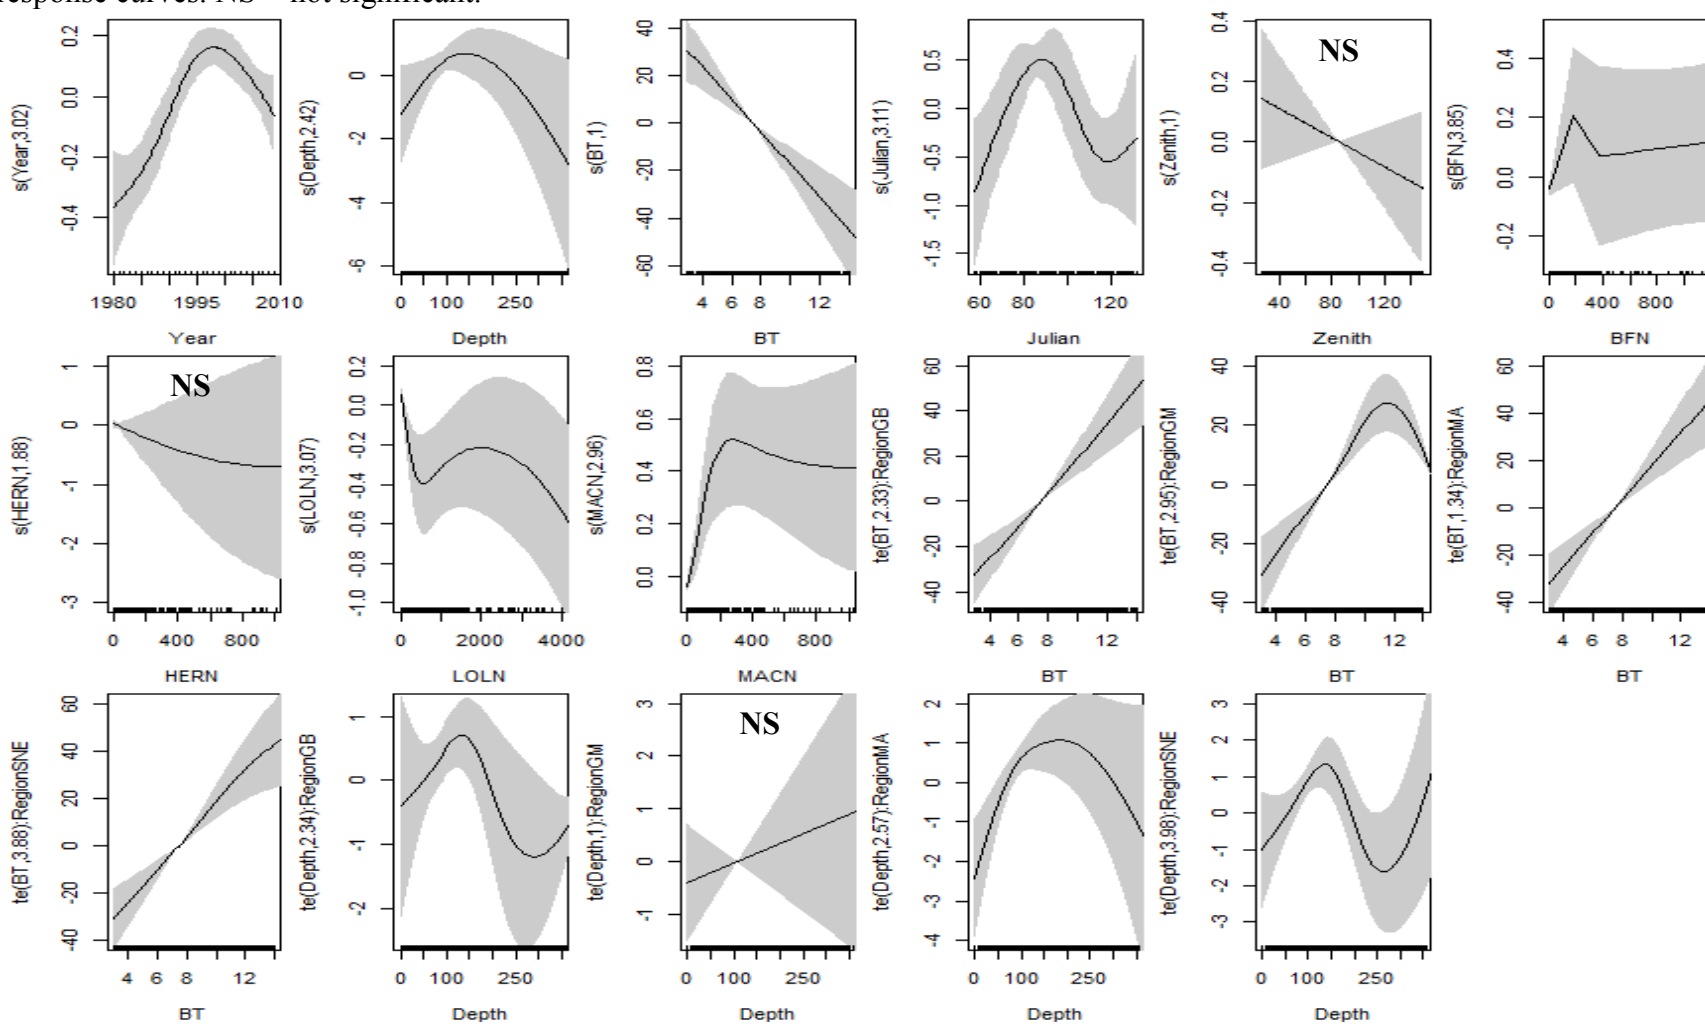 response curves. NS = not significant.
0.2 0.0 -0.2 -0.4
s(Year,3.02)
1980 1995 2010
Year
0 -2 -4 -6
s(Depth,2.42)
0 100 250
Depth
40 20 0 -20 -40 -60
s(BT,1)
4 6 8 12
BT
0.5 0.0 -0.5 -1.0 -1.5
s(Julian,3.11)
60 80 120
Julian
NS
0.4 0.2 0.0 -0.2 -0.4
s(Zenith,1)
40 80 120
Zenith
0.4 0.2 0.0 -0.2
s(BFN,3.85)
0 400 800
BFN
NS
1 0 -1 -2 -3
s(HERN,1.88)
0 400 800
HERN
0.2 0.0 -0.2 -0.4 -0.6 -0.8 -1.0
s(LOLN,3.07)
0 2000 4000
LOLN
0.8 0.6 0.4 0.2 0.0
s(MACN,2.96)
0 400 800
MACN
60 40 20 0 -20 -40
te(BT,2.33):RegionGB
4 6 8 12
BT
40 20 0 -20 -40
te(BT,2.95):RegionGM
4 6 8 12
BT
60 40 20 0 -20 -40
te(BT,1.34):RegionMA
4 6 8 12
BT
60 40 20 0 -20 -40
te(BT,3.88):RegionSNE
4 6 8 12
BT
1 0 -1 -2
te(Depth,2.34):RegionGB
0 100 250
Depth
NS
3 2 1 0 -1
te(Depth,1):RegionGM
0 100 250
Depth
2 1 0 -1 -2 -3 -4
te(Depth,2.57):RegionMA
0 100 250
Depth
3 2 1 0 -1 -2 -3
te(Depth,3.98):RegionSNE
0 100 250
Depth